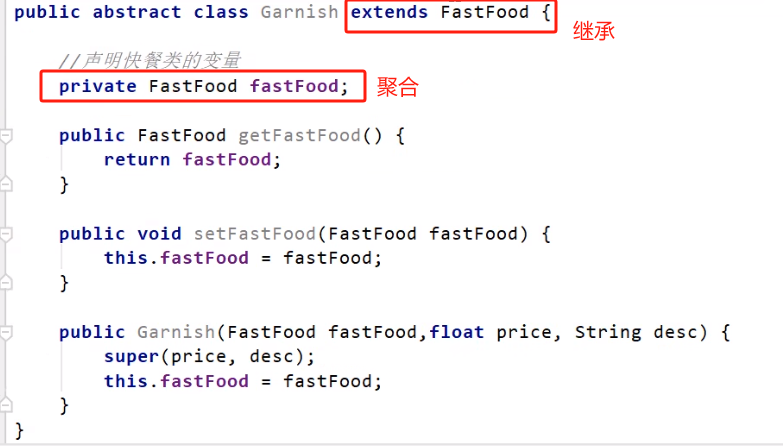 public abstract class Garnish extends FastFood {
继承
//声明快餐类的变量
private FastFood fastFood;
聚合
public FastFood getFastFood() {
return fastFood;
}
public void setFastFood(FastFood fastFood) {
this.fastFood = fastFood;
}
public Garnish(FastFood fastFood,float price, String desc) {
super(price, desc);
this.fastFood = fastFood;
}
}